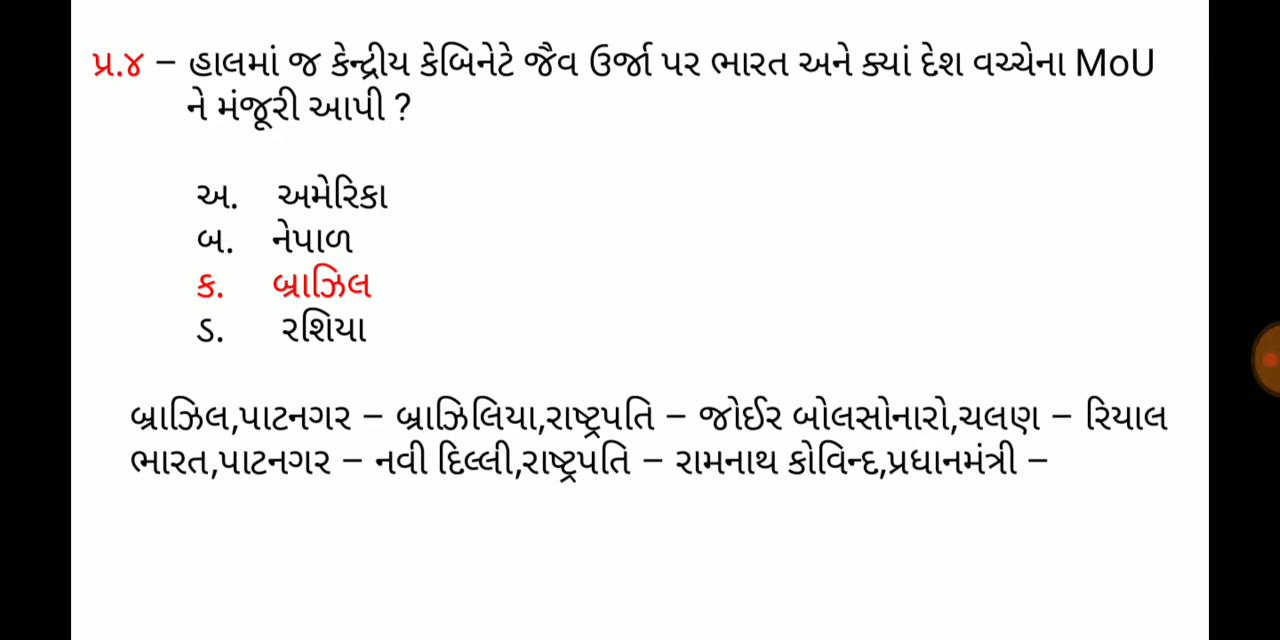 પ્ર.૪ – હાલમાં જ કેન્દ્રીય કેબિનેટે જૈવ ઉર્જા પર ભારત અને ક્યાં દેશ વચ્ચેના MoU
ને મંજૂરી આપી ?
અ. અમેરિકા
બ. નેપાળ
ક. બ્રાઝિલ
ડ. રશિયા
બ્રાઝિલ,પાટનગર – બ્રાઝિલિયા,રાષ્ટ્રપતિ – જોઈર બોલસોનારો,ચલણ – રિયાલ
ભારત,પાટનગર – નવી દિલ્લી,રાષ્ટ્રપતિ – રામનાથ કોવિન્દ,પ્રધાનમંત્રી –